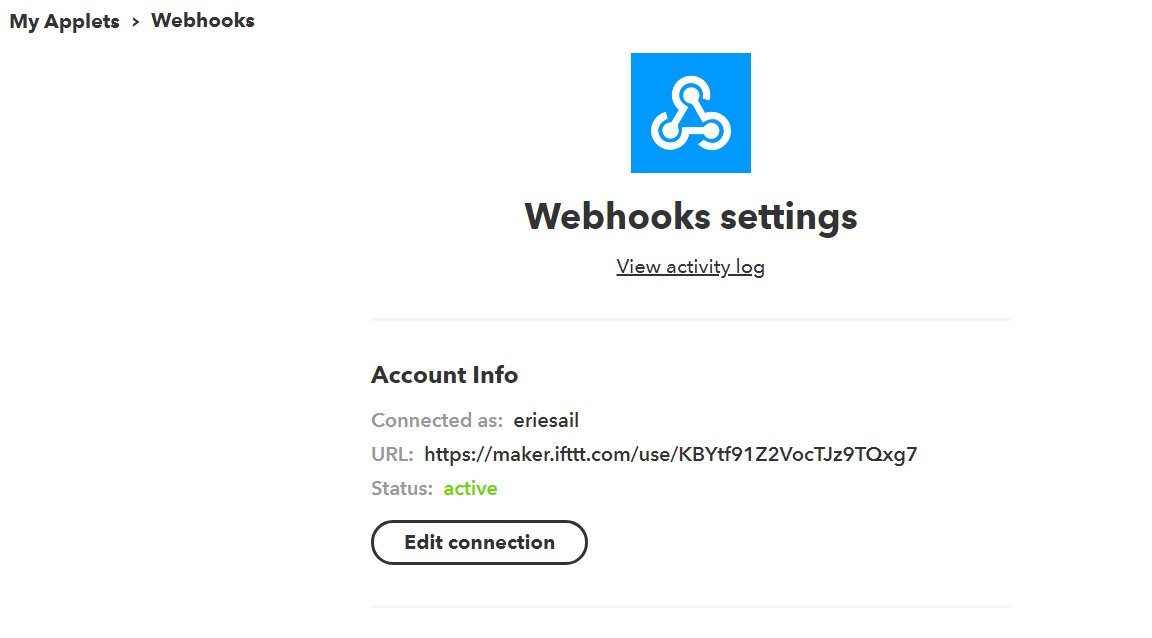 My Applets > Webhooks
Webhooks settings
View activity log
Account Info
Connected as: eriesail
URL: https://maker.ifttt.com/use/KBYtf91Z2VocTJz9TQxg7
Status: active
Edit connection